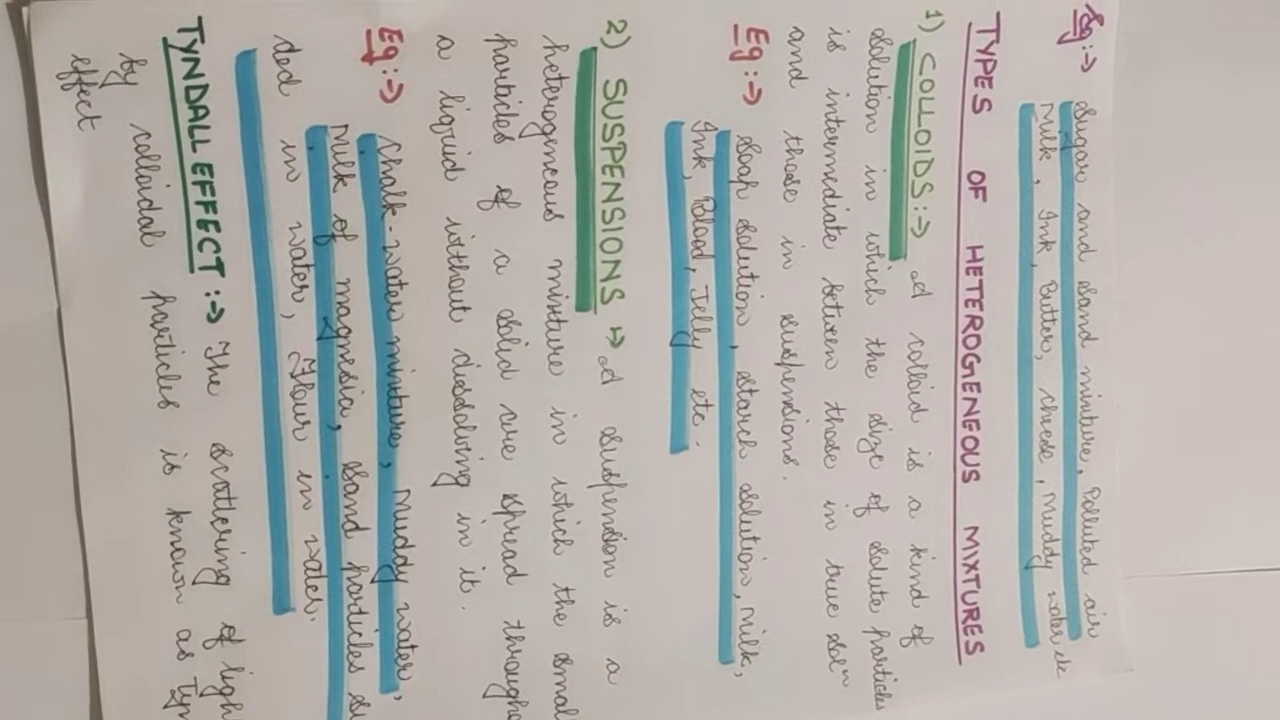 Eg :→ Sugar and sand mixture, Polluted air
Milk, Ink, Butter, cheese, Muddy water etc
TYPES OF HETEROGENEOUS MIXTURES
1) COLLOIDS :→ A colloid is a kind of
solution in which the size of solute particles
is intermediate between those in true soln
and those in suspensions.
Eg :→ Soap solution, starch solution, milk,
Ink, Blood, Jelly etc.
2) SUSPENSIONS :→ A suspension is a
heterogeneous mixture in which the small
particles of a solid are spread througho
a liquid without dissolving in it.
Eg :→ Chalk-water mixture, Muddy water,
Milk of magnesia, Sand particles su
ded in water, Flour in water.
TYNDALL EFFECT :→ The scattering of ligh
by colloidal particles is known as Tyn
effect